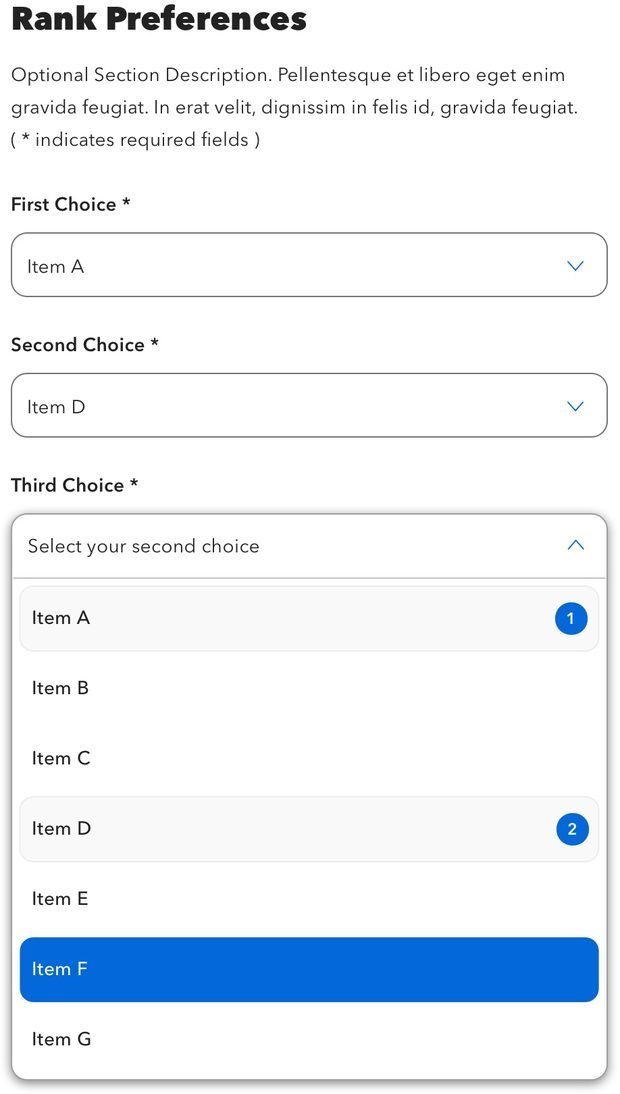 Rank Preferences
Optional Section Description. Pellentesque et libero eget enim
gravida feugiat. In erat velit, dignissim in felis id, gravida feugiat.
( * indicates required fields )
First Choice *
Item A
Second Choice *
Item D
Third Choice *
Select your second choice
Item A 1
Item B
Item C
Item D 2
Item E
Item F
Item G